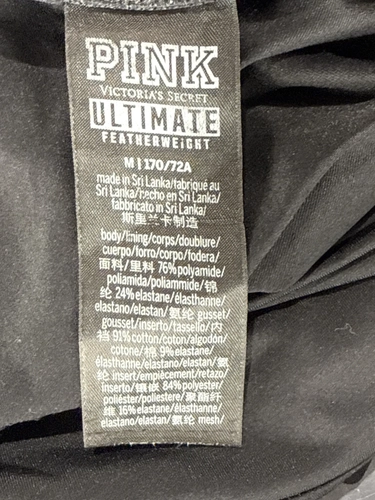 PINK
VICTORIA'S SECRET
ULTIMATE
FEATHERWEIGHT
M | 170/72A
made in Sri Lanka/fabriqué au
Sri Lanka/hecho en Sri Lanka/
fabbricato in Sri Lanka/
斯里兰卡制造
body/lining/corps/doublure/
cuerpo/forro/corpo/fodera/
面料/里料 76% polyamide/
poliamida/poliammide/锦
纶 24% elastane/élasthanne/
elastano/elastan/氨纶 gusset/
gousset/inserto/tassello/内
裆 91% cotton/coton/algodón/
cotone/棉 9% elastane/
élasthanne/elastano/elastan/氨
纶 insert/empiècement/retazo/
inserto/镶嵌 84% polyester/
poliéster/poliestere/聚酯纤
维 16% elastane/élasthanne/
elastano/elastan/氨纶 mesh/